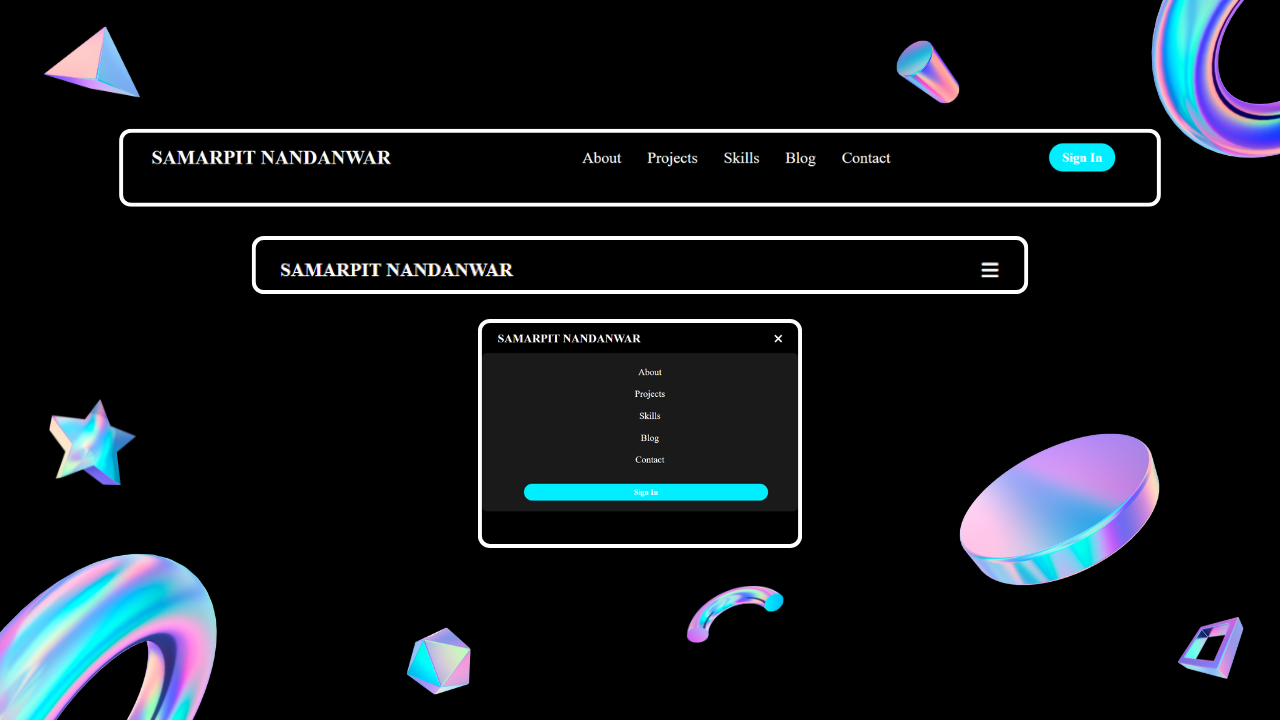 SAMARPIT NANDANWAR About Projects Skills Blog Contact Sign In
SAMARPIT NANDANWAR
SAMARPIT NANDANWAR
About
Projects
Skills
Blog
Contact
Sign In